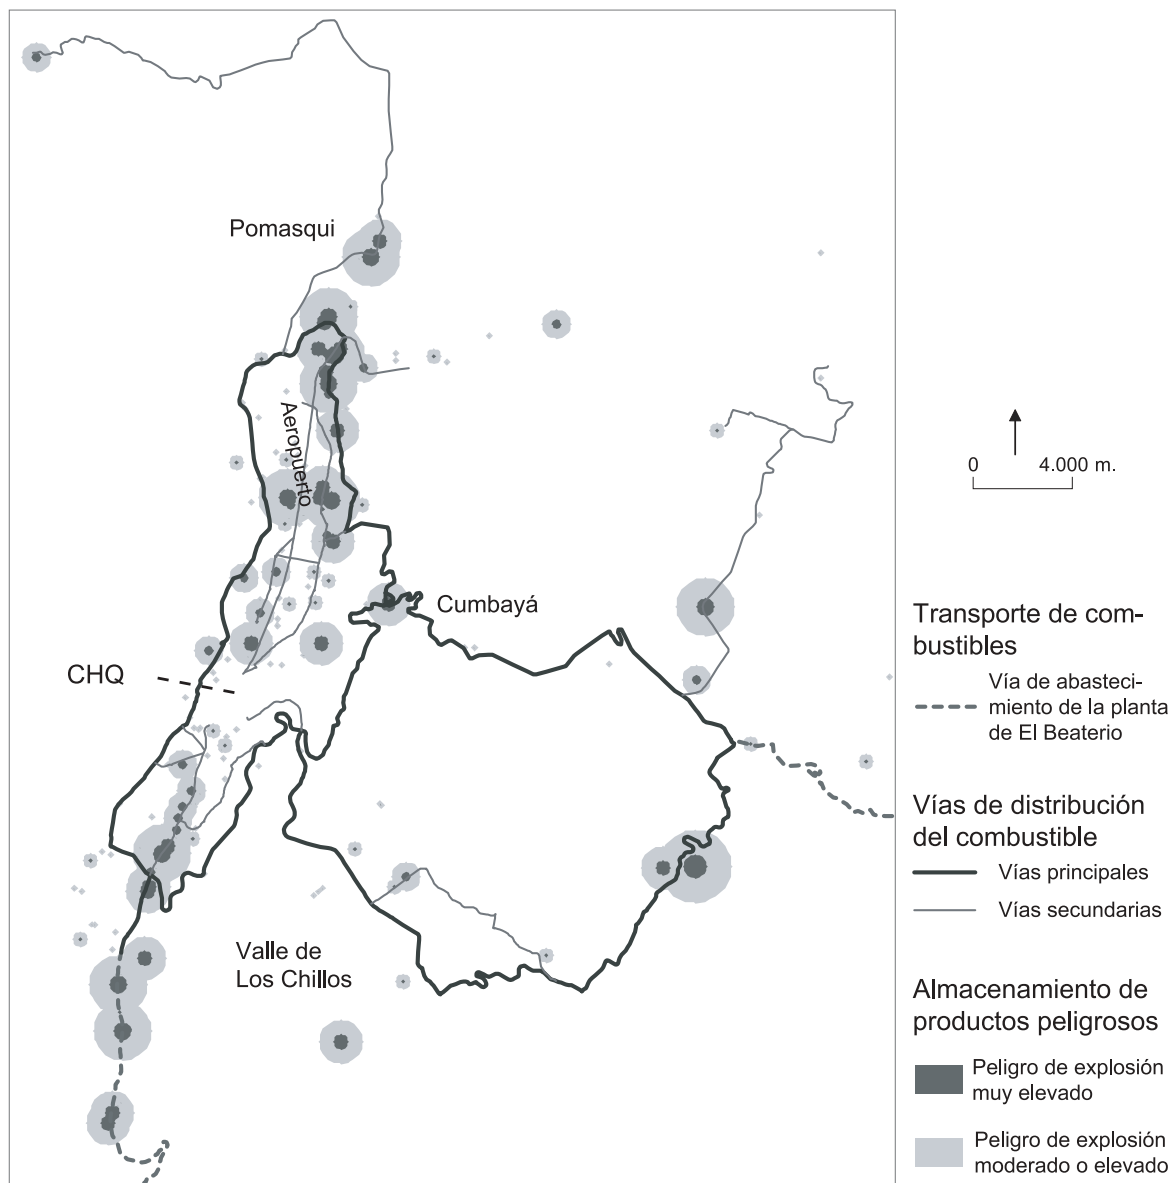 Pomasqui
Aeropuerto
Cumbayá
CHQ
Valle de
Los Chillos
0 4.000 m.
Transporte de com-
bustibles
Vía de abasteci-
miento de la planta
de El Beaterio
Vías de distribución
del combustible
Vías principales
Vías secundarias
Almacenamiento de
productos peligrosos
Peligro de explosión
muy elevado
Peligro de explosión
moderado o elevado